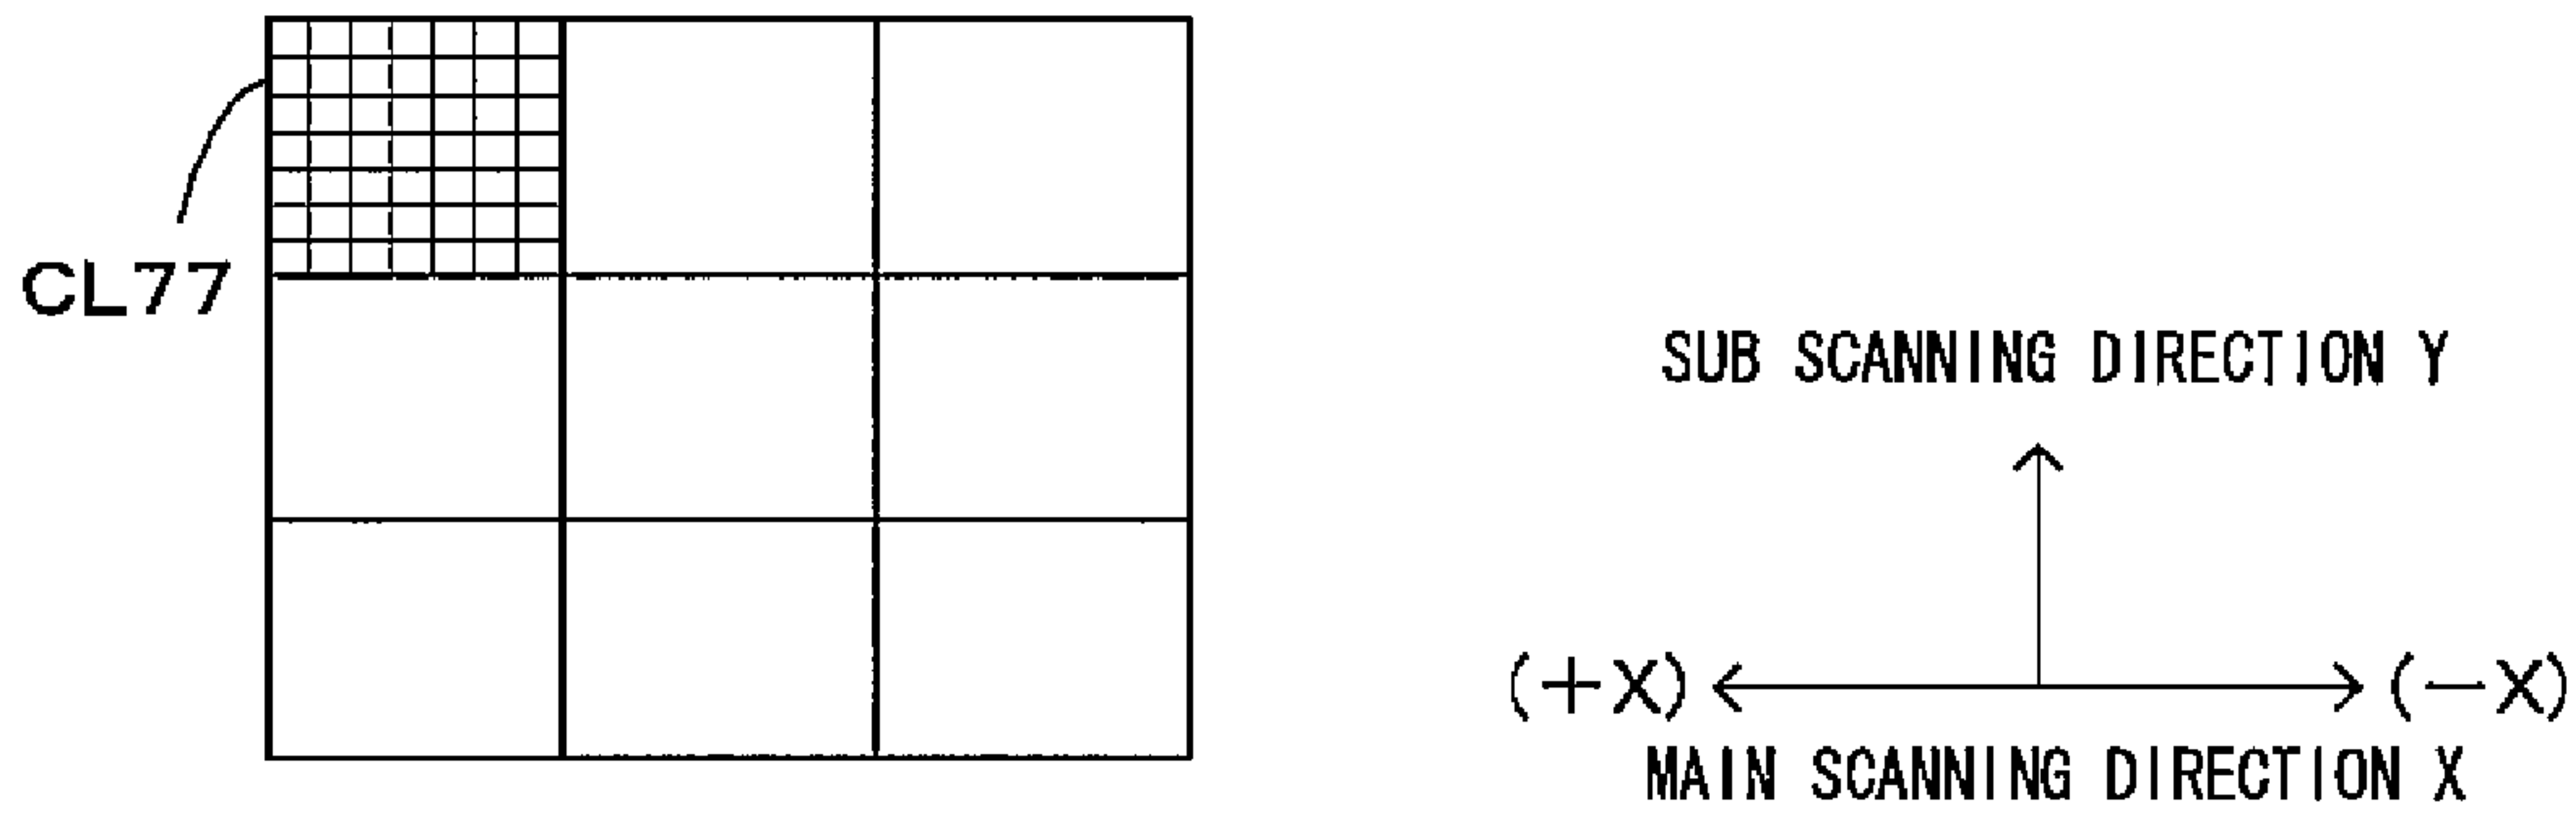 CL77
SUB SCANNING DIRECTION Y
(+X) (−X)
MAIN SCANNING DIRECTION X